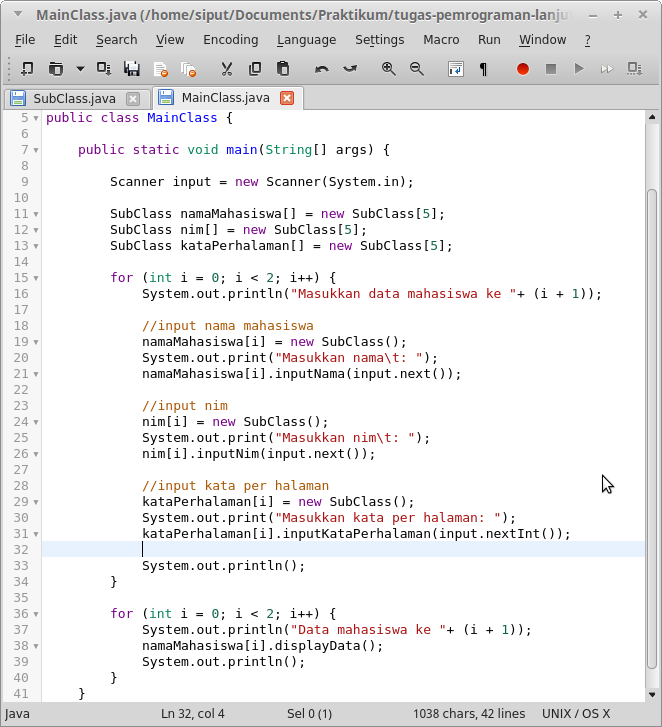 MainClass.java (/home/siput/Documents/Praktikum/tugas-pemrograman-lanju
File Edit Search View Encoding Language Settings Macro Run Window ?
SubClass.java MainClass.java
5 public class MainClass {
6
7 public static void main(String[] args) {
8
9 Scanner input = new Scanner(System.in);
10
11 SubClass namaMahasiswa[] = new SubClass[5];
12 SubClass nim[] = new SubClass[5];
13 SubClass kataPerhalaman[] = new SubClass[5];
14
15 for (int i = 0; i < 2; i++) {
16 System.out.println("Masukkan data mahasiswa ke "+ (i + 1));
17
18 //input nama mahasiswa
19 namaMahasiswa[i] = new SubClass();
20 System.out.print("Masukkan nama\t: ");
21 namaMahasiswa[i].inputNama(input.next());
22
23 //input nim
24 nim[i] = new SubClass();
25 System.out.print("Masukkan nim\t: ");
26 nim[i].inputNim(input.next());
27
28 //input kata per halaman
29 kataPerhalaman[i] = new SubClass();
30 System.out.print("Masukkan kata per halaman: ");
31 kataPerhalaman[i].inputKataPerhalaman(input.nextInt());
32
33 System.out.println();
34 }
35
36 for (int i = 0; i < 2; i++) {
37 System.out.println("Data mahasiswa ke "+ (i + 1));
38 namaMahasiswa[i].displayData();
39 System.out.println();
40 }
41 }
Java Ln 32, col 4 Sel 0 (1) 1038 chars, 42 lines UNIX / OS X